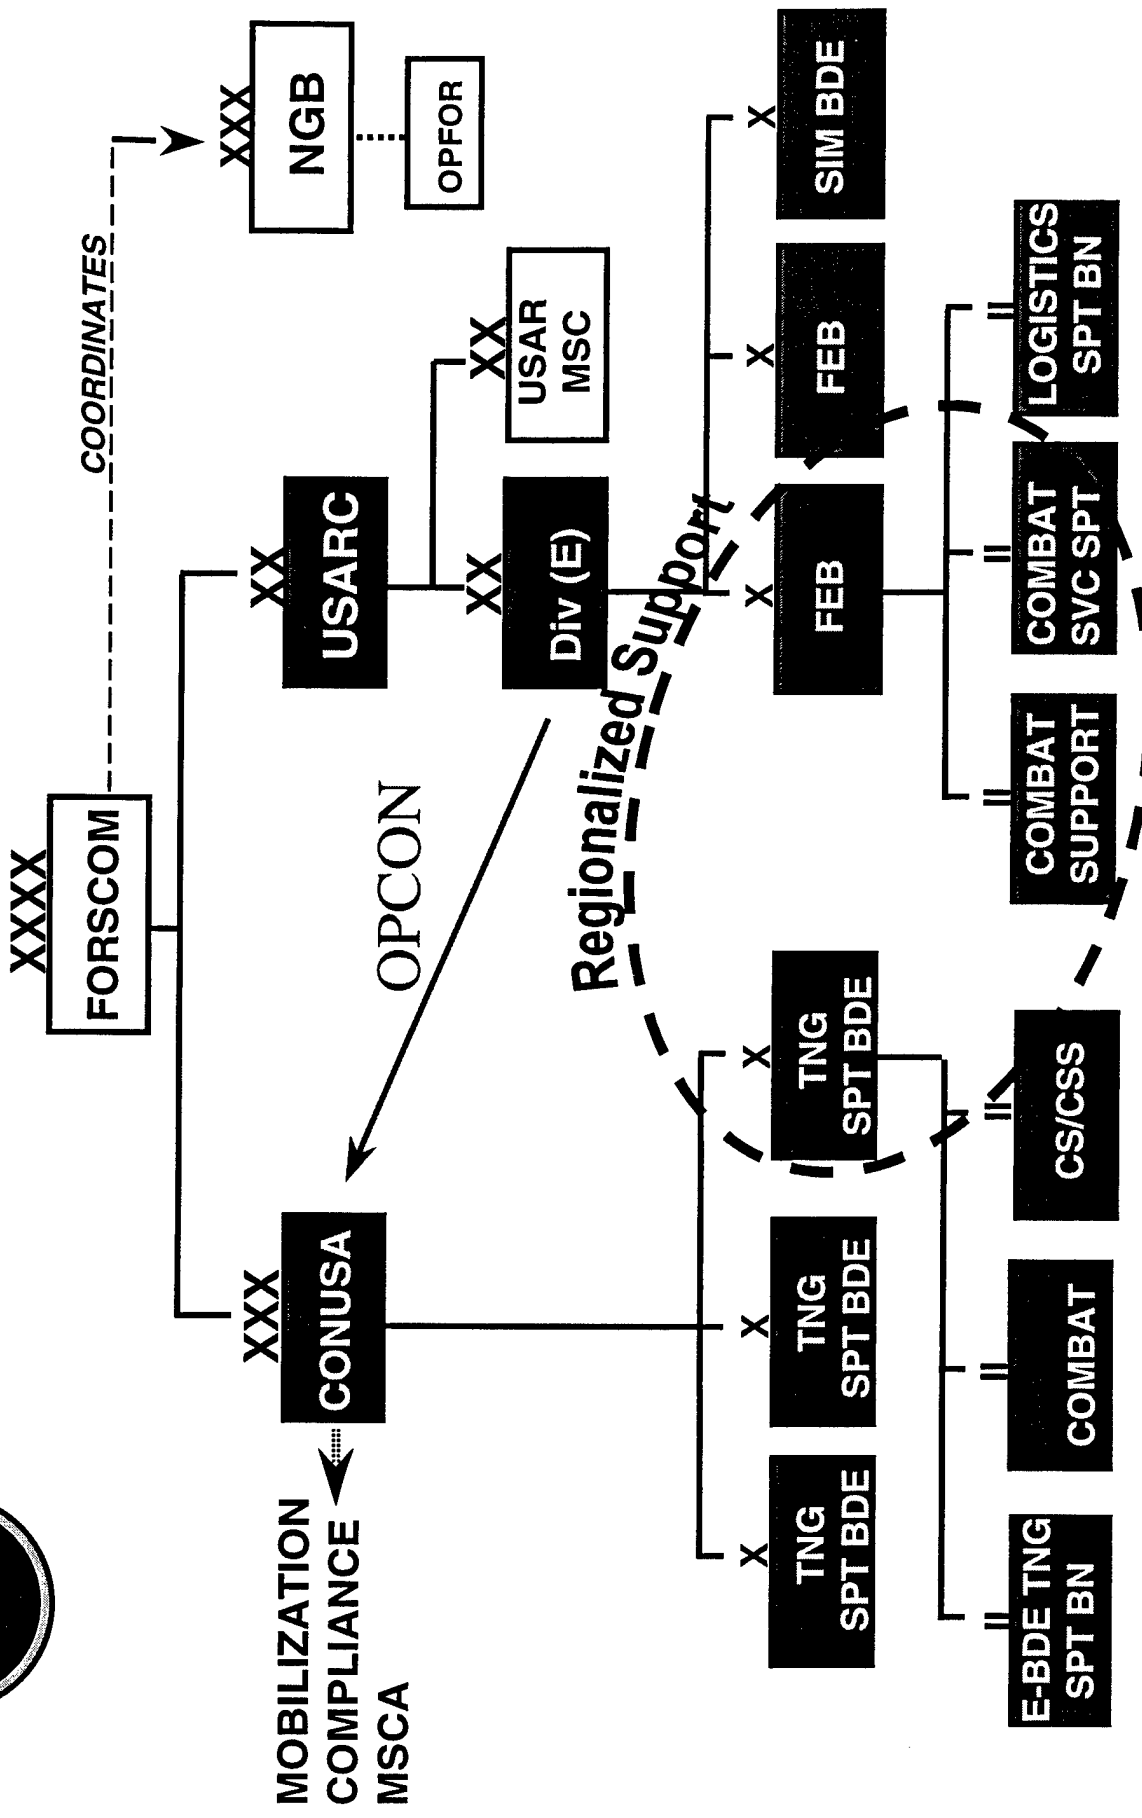 XXXX
FORSCOM
COORDINATES
XXX
CONUSA
MOBILIZATION
COMPLIANCE
MSCA
XX
USARC
XXX
NGB
OPFOR
OPCON
XX
Div (E)
XX
USAR
MSC
Regionalized Support
X
TNG
SPT BDE
X
TNG
SPT BDE
X
TNG
SPT BDE
X
FEB
X
FEB
X
SIM BDE
II
E-BDE TNG
SPT BN
II
COMBAT
II
CS/CSS
II
COMBAT
SUPPORT
II
COMBAT
SVC SPT
II
LOGISTICS
SPT BN